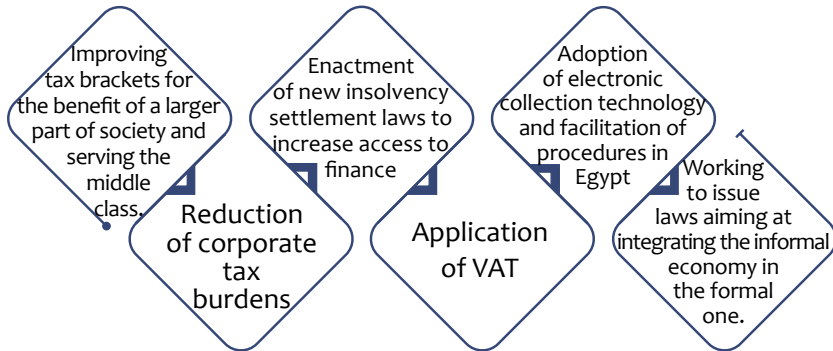 Improving
tax brackets for
the benefit of a larger
part of society and
serving the
middle
class.
Reduction
of corporate
tax
burdens
Enactment
of new insolvency
settlement laws to
increase access to
finance
Application
of VAT
Adoption
of electronic
collection technology
and facilitation of
procedures in
Egypt
Working
to issue
laws aiming at
integrating the informal
economy in
the formal
one.